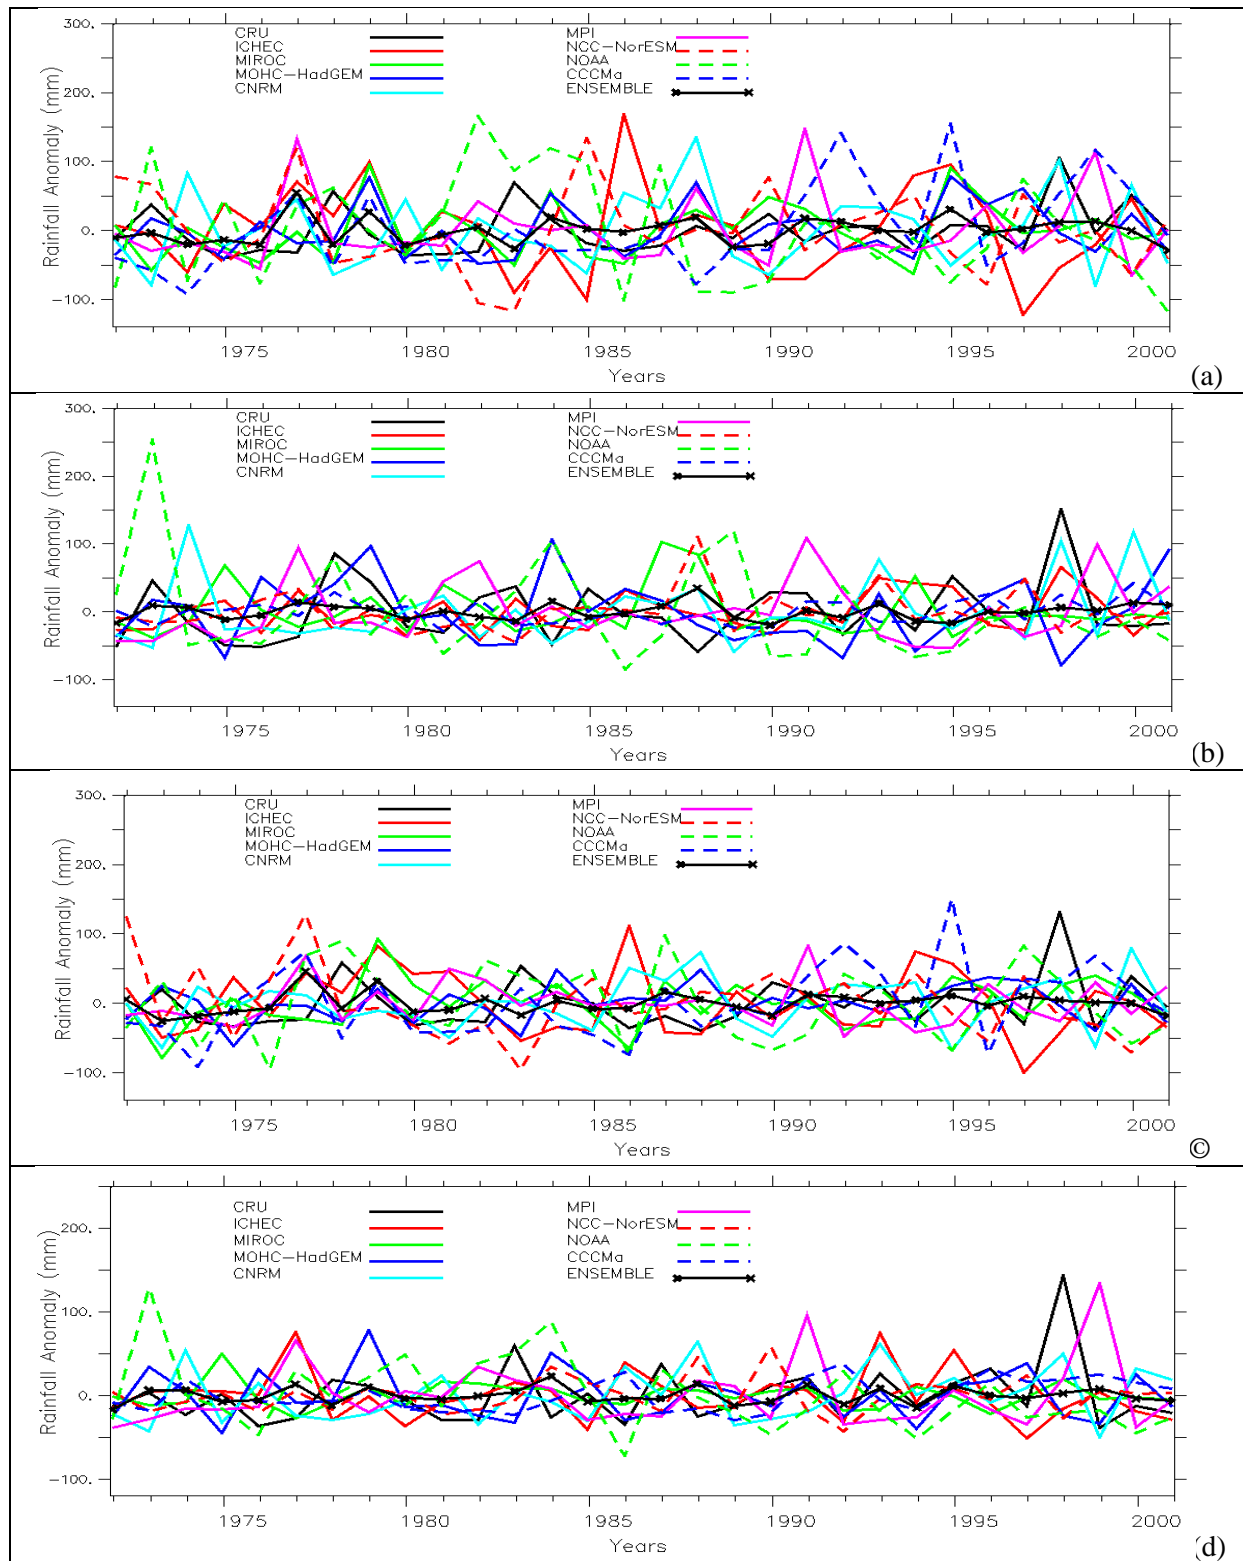 300.
200.
100.
0.
-100.
Rainfall Anomaly (mm)
CRU
ICHEC
MIROC
MOHC-HadGEM
CNRM
MPI
NCC-NorESM
NOAA
CCCMa
ENSEMBLE
1975 1980 1985 1990 1995 2000
Years
(a)
300.
200.
100.
0.
-100.
Rainfall Anomaly (mm)
CRU
ICHEC
MIROC
MOHC-HadGEM
CNRM
MPI
NCC-NorESM
NOAA
CCCMa
ENSEMBLE
1975 1980 1985 1990 1995 2000
Years
(b)
300.
200.
100.
0.
-100.
Rainfall Anomaly (mm)
CRU
ICHEC
MIROC
MOHC-HadGEM
CNRM
MPI
NCC-NorESM
NOAA
CCCMa
ENSEMBLE
1975 1980 1985 1990 1995 2000
Years
©
200.
100.
0.
-100.
Rainfall Anomaly (mm)
CRU
ICHEC
MIROC
MOHC-HadGEM
CNRM
MPI
NCC-NorESM
NOAA
CCCMa
ENSEMBLE
1975 1980 1985 1990 1995 2000
Years
(d)